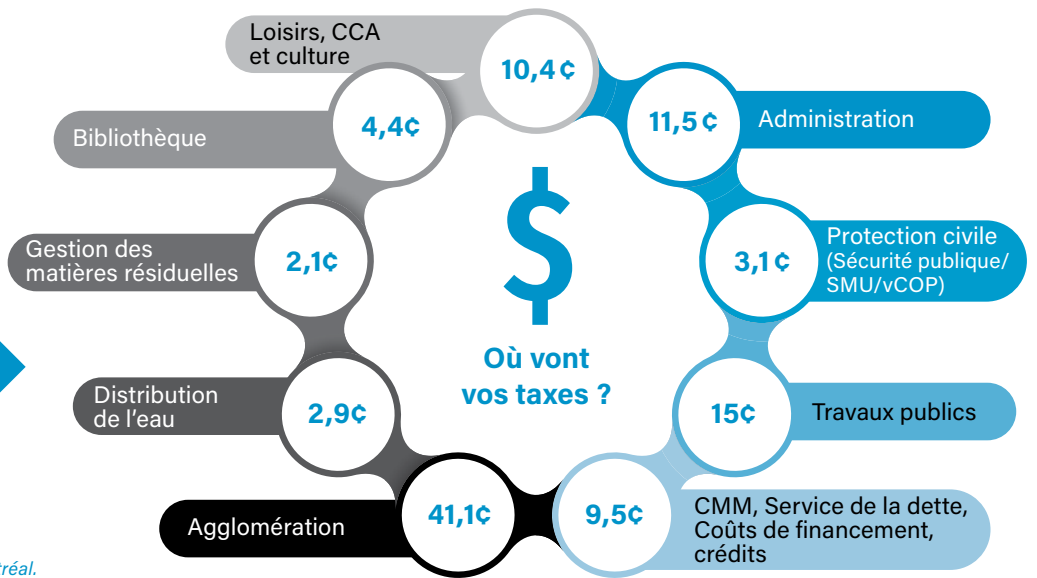 Loisirs, CCA
et culture
10,4 ¢
11,5 ¢
Administration
Bibliothèque
4,4¢
Gestion des
matières résiduelles
2,1¢
3,1 ¢
Protection civile
(Sécurité publique/
SMU/vCOP)
$
Où vont
vos taxes ?
Distribution
de l’eau
2,9¢
15¢
Travaux publics
Agglomération
41,1¢
9,5¢
CMM, Service de la dette,
Coûts de financement,
crédits